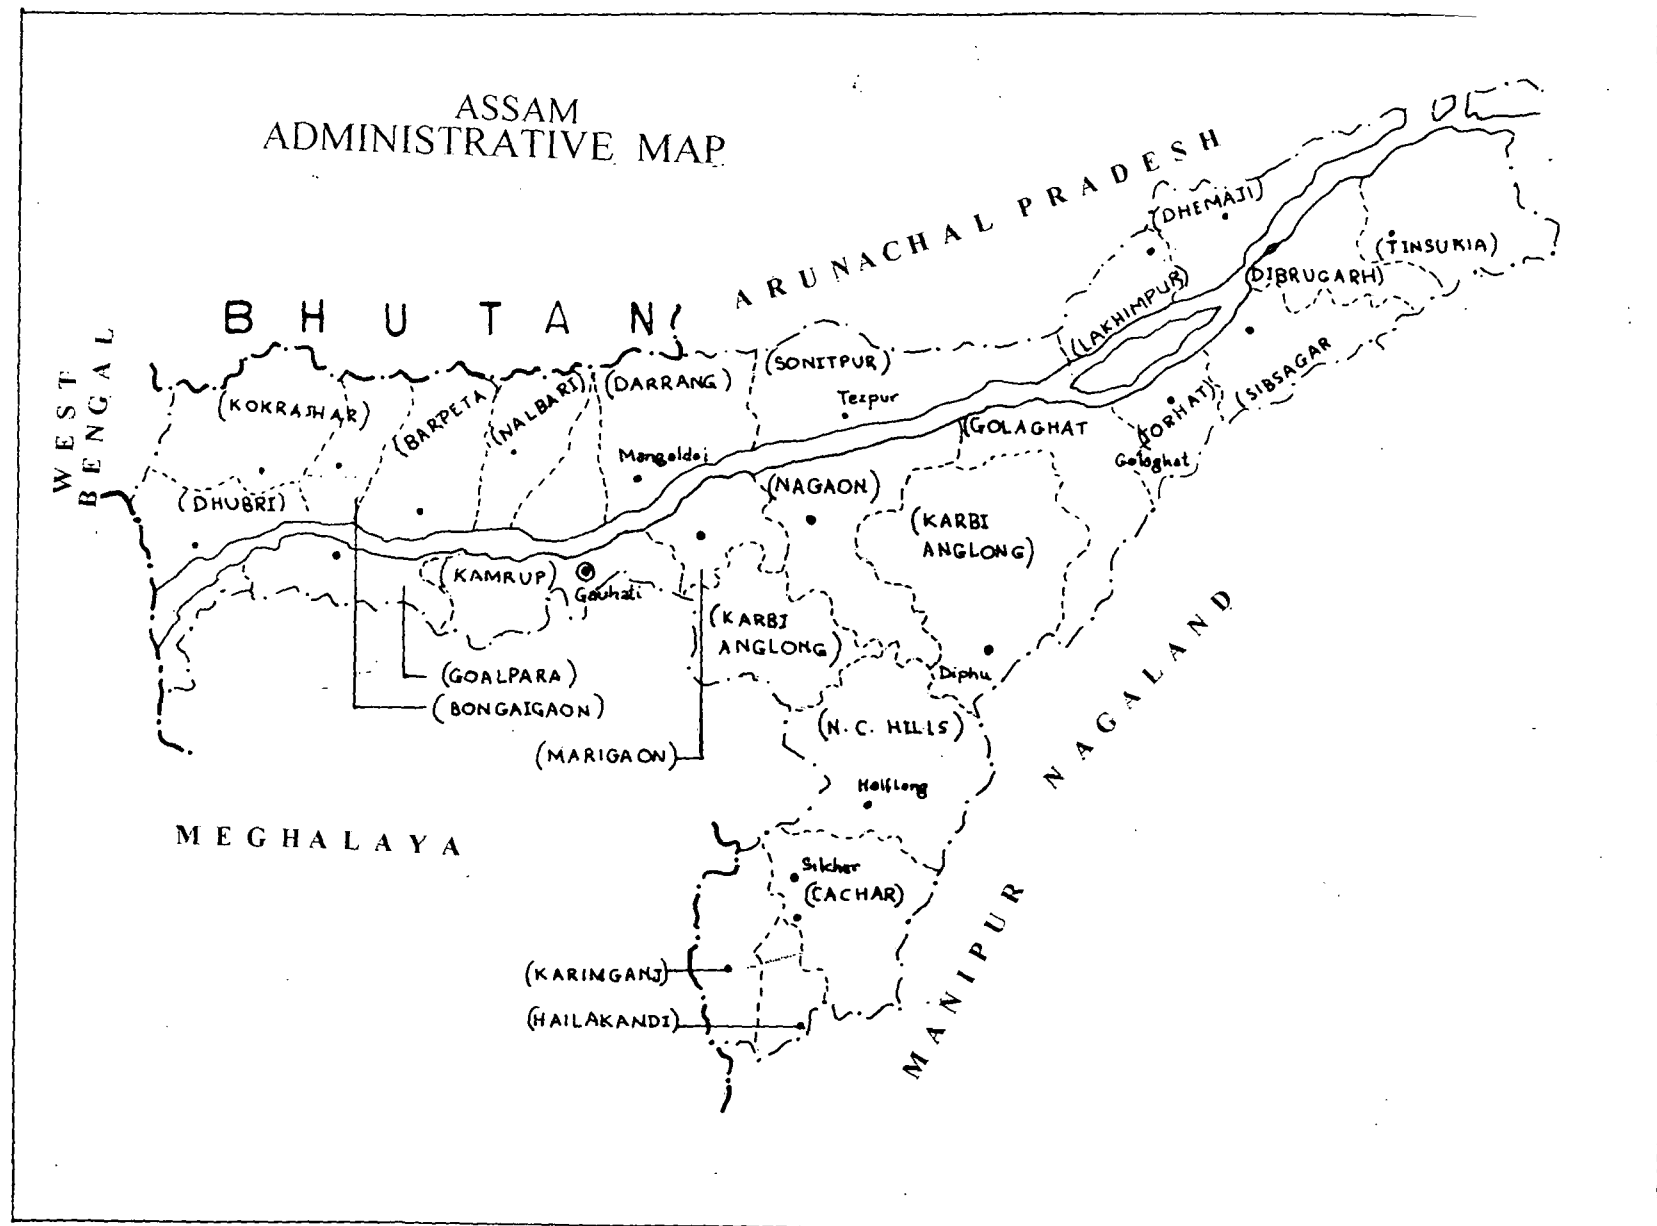 ASSAM
ADMINISTRATIVE MAP
ARUNACHAL PRADESH
(DHEMAJI)
(TINSUKIA)
(DIBRUGARH)
(LAKHIMPUR)
BHUTAN
WEST
BENGAL
(SONITPUR)
(DARRANG)
(KOKRAJHAR)
(BARPETA)
(NALBARI)
Tezpur
(SIBSAGAR
(JORHAT)
(GOLAGHAT
Golaghat
Mangaldoi
(DHUBRI)
(NAGAON)
(KARBI
ANGLONG)
(KAMRUP)
Gauhati
(KARBI
ANGLONG)
(GOALPARA)
(BONGAIGAON)
Diphu
(N.C. HILLS)
(MARIGAON)
NAGALAND
Halflong
MEGHALAYA
Silcher
(CACHAR)
MANIPUR
(KARIMGANJ)
(HAILAKANDI)